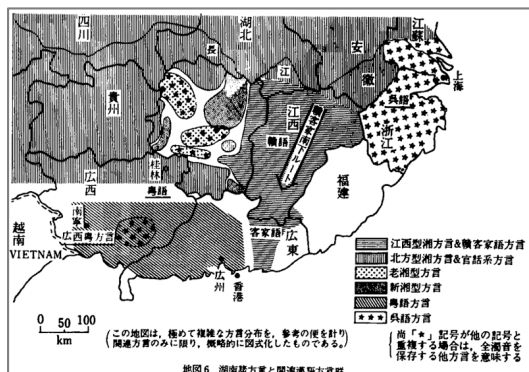 四川
湖北
江蘇
安
徽
上海
長
江
貴州
呉語
浙江
江西
贛語
贛客家南下ルート
桂林
広西
粤語
福建
南寧
広西粤方言
客家語
広東
越南
VIETNAM
広州
香港
江西型湘方言&贛客家語方言
北方型湘方言&官話系方言
老湘型方言
新湘型方言
粤語方言
呉語方言
0 50 100
(この地図は，極めて複雑な方言分布を，参考の便を計り
関連方言のみに限り，概略的に図式化したものである。)
尚「★」記号が他の記号と
重複する場合は，全濁音を
保存する他方言を意味する
地図6 湖南諸方言と関連漢語方言群